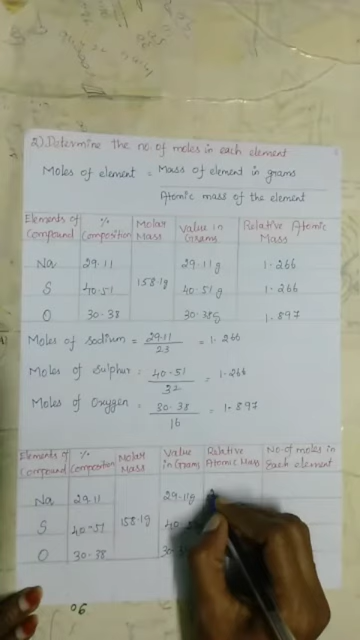 2) Determine the no. of moles in each element
Moles of element = Mass of element in grams
Atomic mass of the element
Elements of Compound % Composition Molar Mass Value in Grams Relative Atomic Mass
Na 29.11 29.11g 1.266
S 40.51 158.1g 40.51g 1.266
O 30.38 30.38g 1.897
Moles of Sodium = 29.11 / 23 = 1.266
Moles of Sulphur = 40.51 / 32 = 1.266
Moles of Oxygen = 30.38 / 16 = 1.897
Elements of Compound % Composition Molar Mass Value in Grams Relative Atomic Mass No. of moles in Each element
Na 29.11 29.11g
S 40.51 158.1g
O 30.38
06